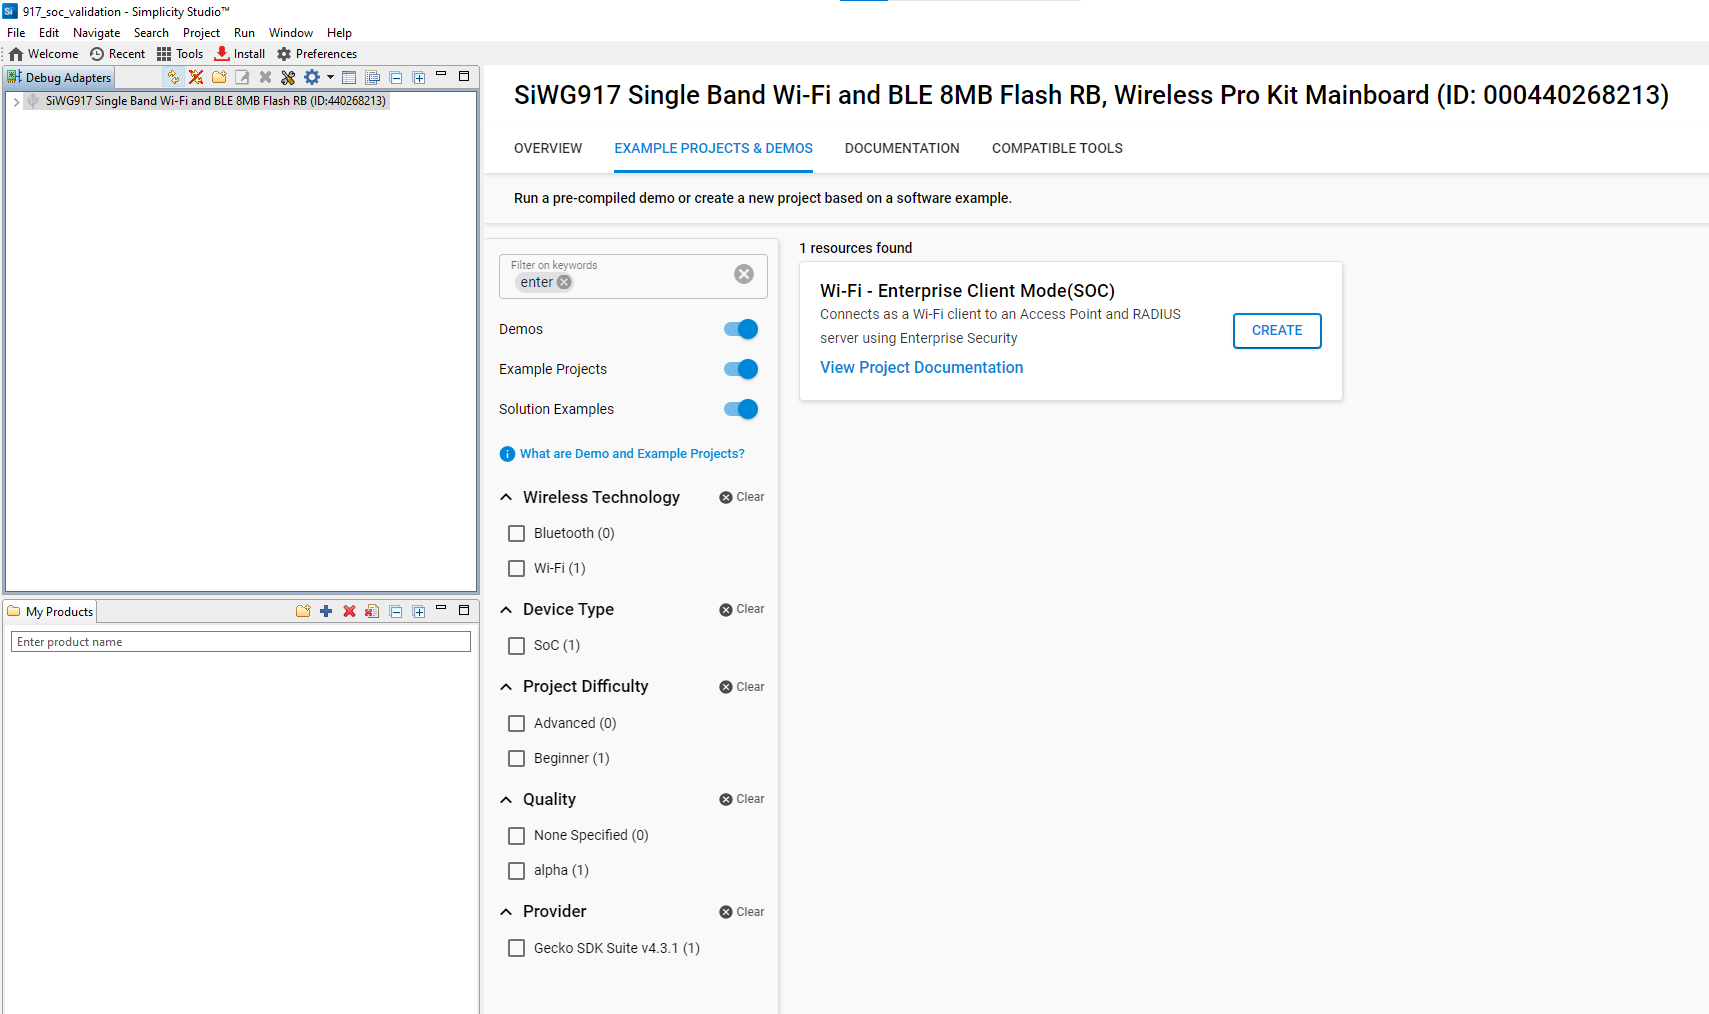 917_soc_validation - Simplicity Studio™
File Edit Navigate Search Project Run Window Help
Welcome Recent Tools Install Preferences
Debug Adapters
SiWG917 Single Band Wi-Fi and BLE 8MB Flash RB (ID:440268213)
My Products
Enter product name
SiWG917 Single Band Wi-Fi and BLE 8MB Flash RB, Wireless Pro Kit Mainboard (ID: 000440268213)
OVERVIEW EXAMPLE PROJECTS & DEMOS DOCUMENTATION COMPATIBLE TOOLS
Run a pre-compiled demo or create a new project based on a software example.
Filter on keywords
enter
Demos
Example Projects
Solution Examples
What are Demo and Example Projects?
Wireless Technology Clear
Bluetooth (0)
Wi-Fi (1)
Device Type Clear
SoC (1)
Project Difficulty Clear
Advanced (0)
Beginner (1)
Quality Clear
None Specified (0)
alpha (1)
Provider Clear
Gecko SDK Suite v4.3.1 (1)
1 resources found
Wi-Fi - Enterprise Client Mode(SOC)
Connects as a Wi-Fi client to an Access Point and RADIUS
server using Enterprise Security
View Project Documentation
CREATE